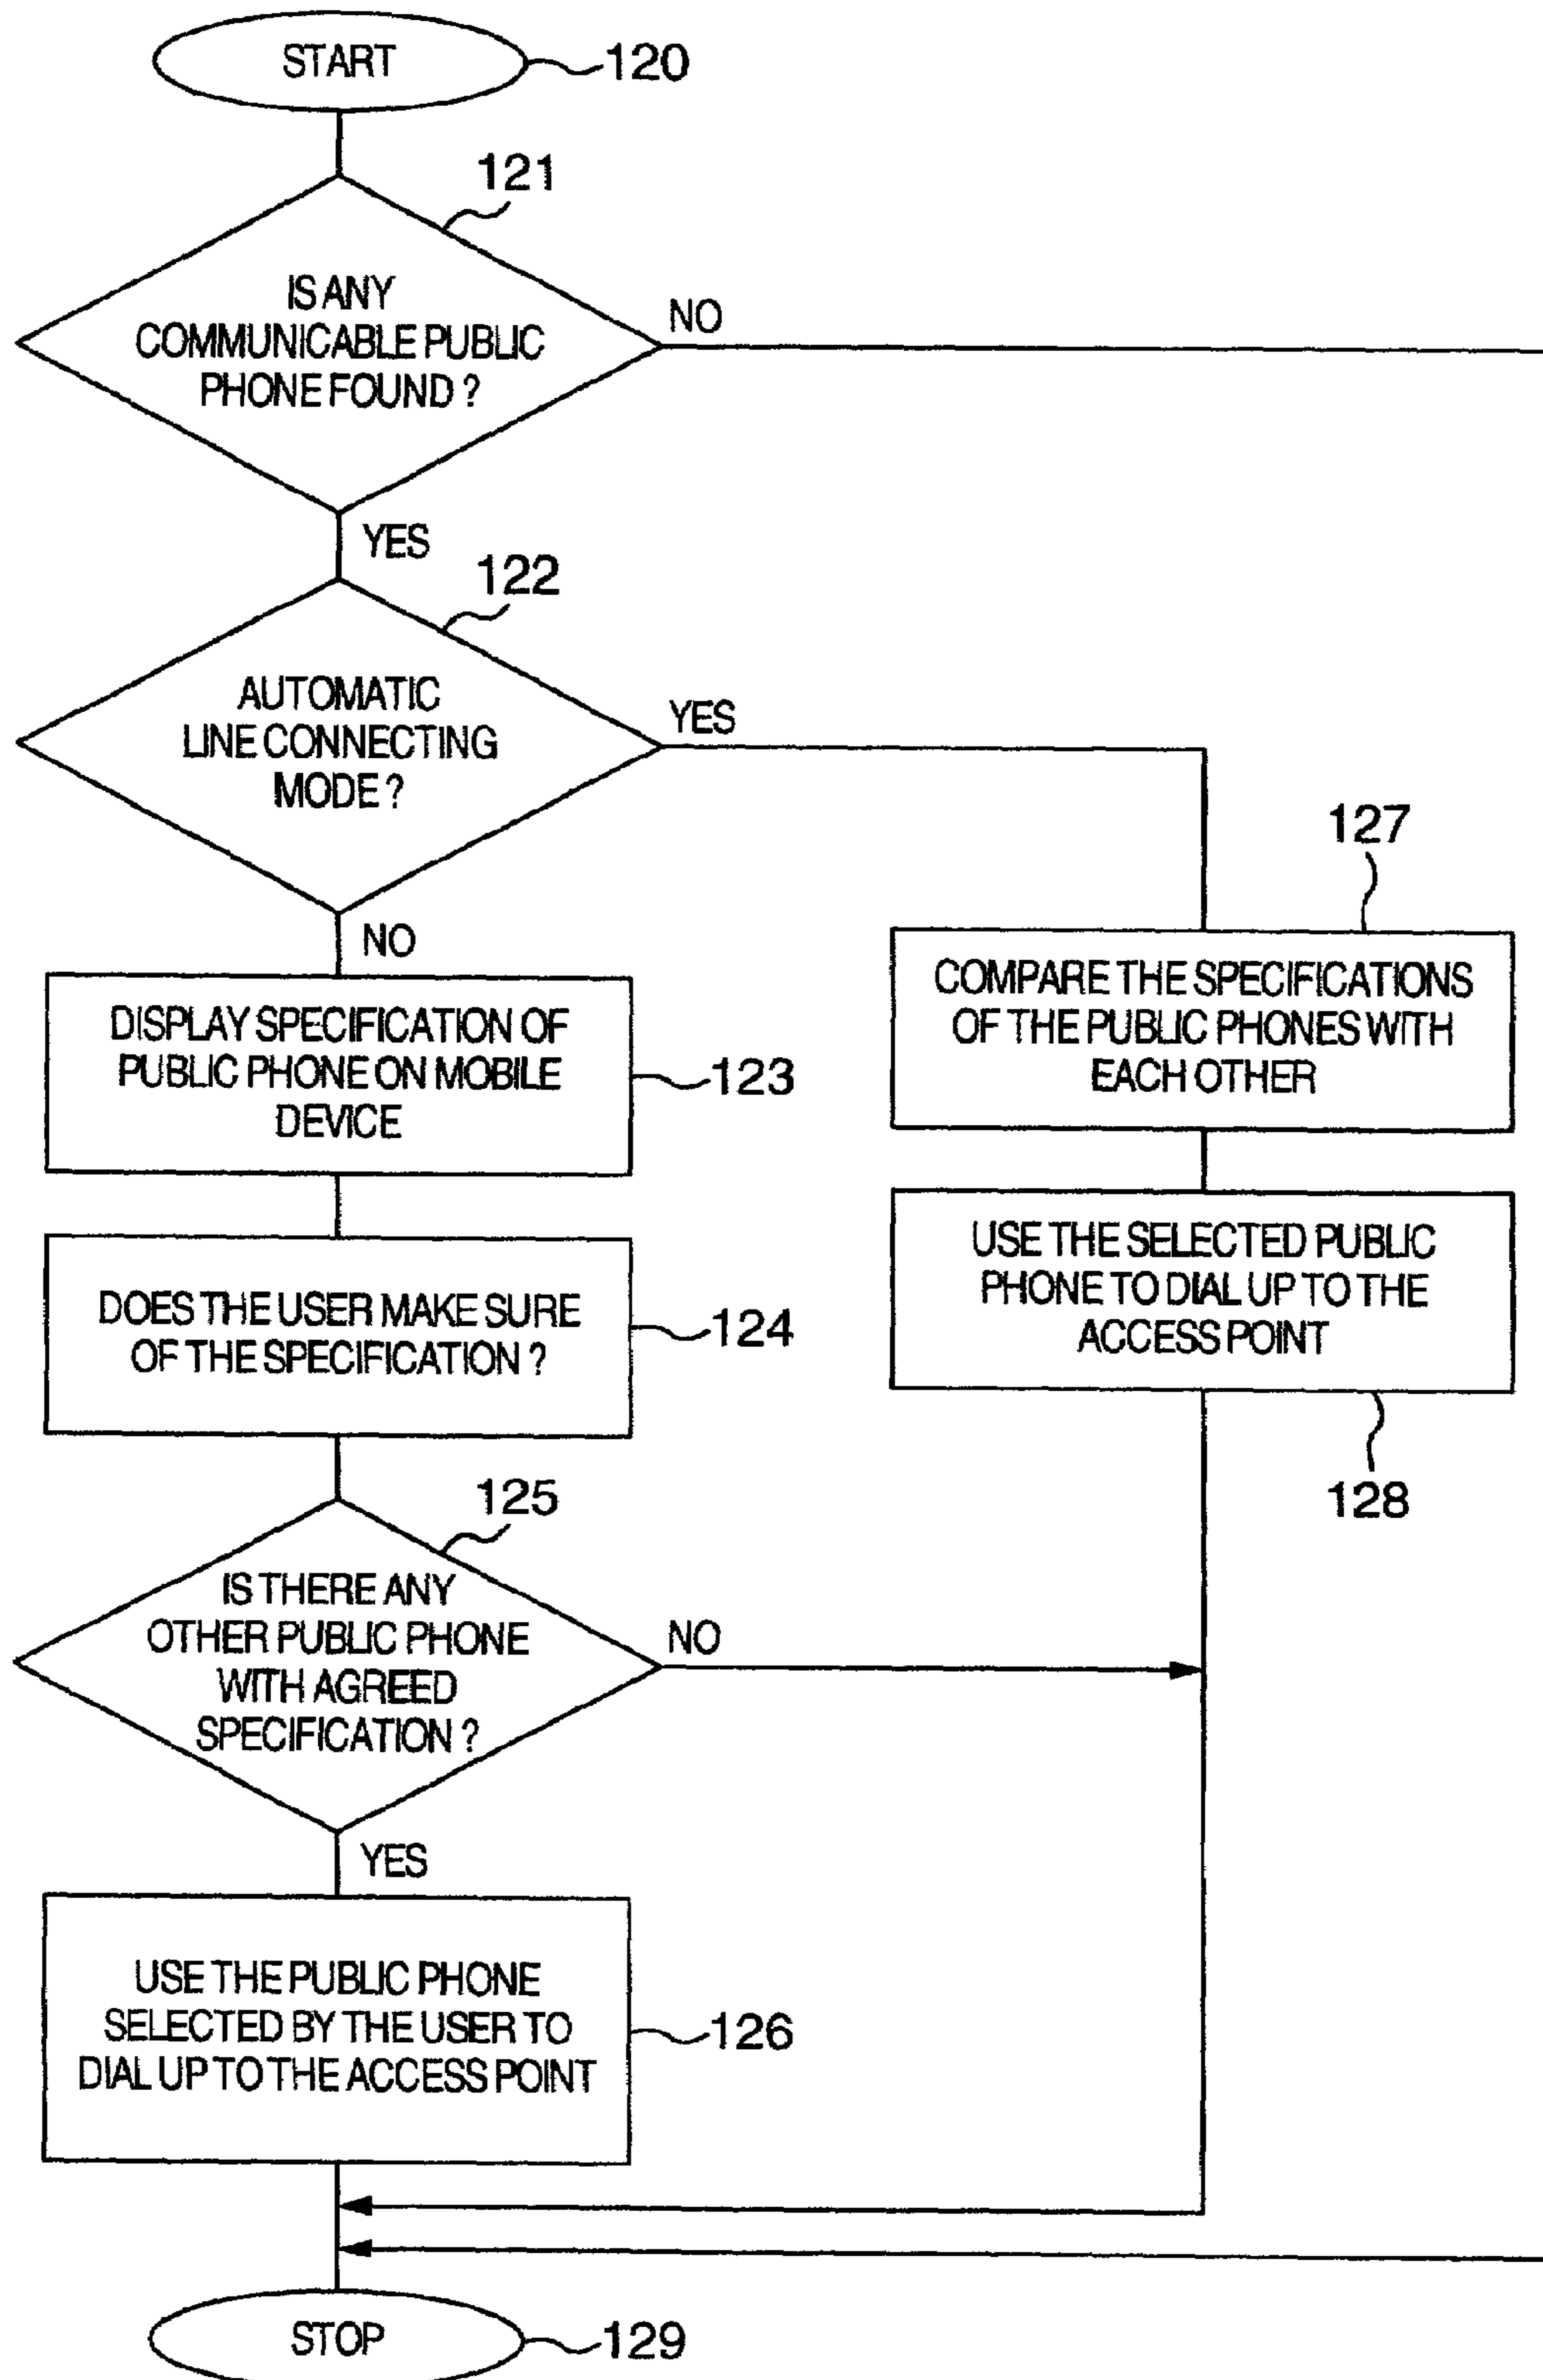 START
120
121
IS ANY
COMMUNICABLE PUBLIC
PHONE FOUND ?
NO
YES
122
AUTOMATIC
LINE CONNECTING
MODE ?
YES
NO
DISPLAY SPECIFICATION OF
PUBLIC PHONE ON MOBILE
DEVICE
123
127
COMPARE THE SPECIFICATIONS
OF THE PUBLIC PHONES WITH
EACH OTHER
DOES THE USER MAKE SURE
OF THE SPECIFICATION ?
124
USE THE SELECTED PUBLIC
PHONE TO DIAL UP TO THE
ACCESS POINT
128
125
IS THERE ANY
OTHER PUBLIC PHONE
WITH AGREED
SPECIFICATION ?
NO
YES
USE THE PUBLIC PHONE
SELECTED BY THE USER TO
DIAL UP TO THE ACCESS POINT
126
STOP
129